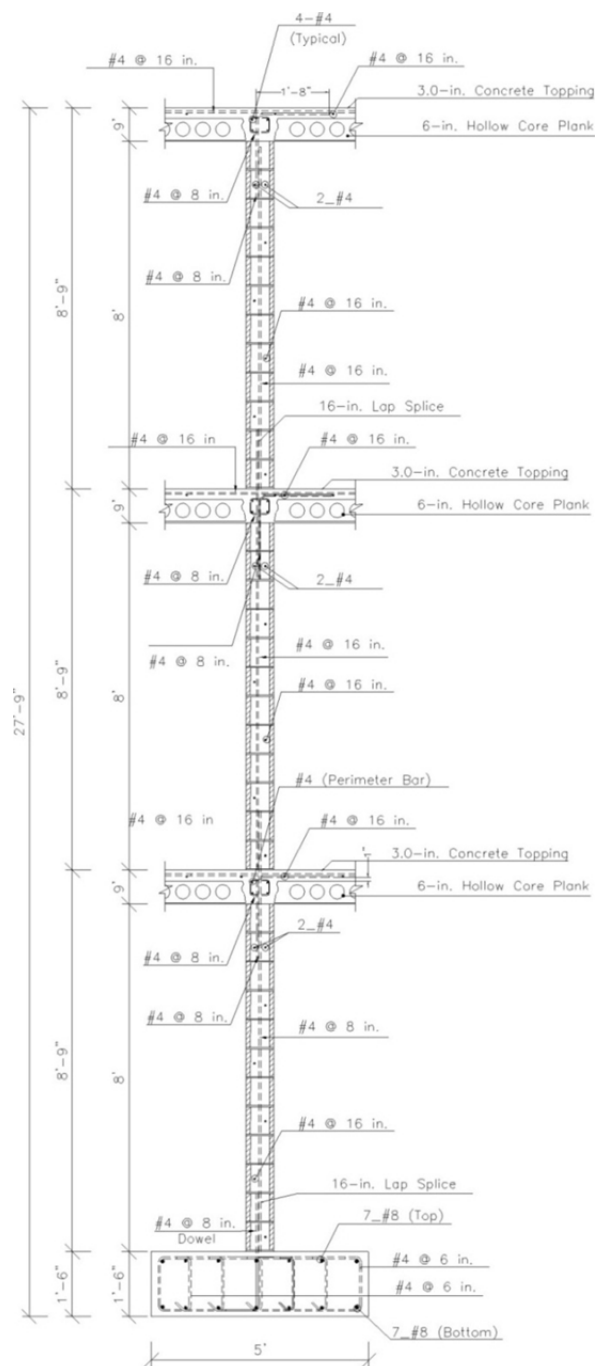 4-#4
(Typical)
#4 @ 16 in.
1'-8"
#4 @ 16 in.
3.0-in. Concrete Topping
9"
6-in. Hollow Core Plank
#4 @ 8 in.
2_#4
#4 @ 8 in.
8'-9"
8'
#4 @ 16 in.
#4 @ 16 in.
16-in. Lap Splice
#4 @ 16 in
#4 @ 16 in.
3.0-in. Concrete Topping
9"
6-in. Hollow Core Plank
#4 @ 8 in.
2_#4
#4 @ 8 in.
#4 @ 16 in.
8'-9"
8'
27'-9"
#4 @ 16 in.
#4 (Perimeter Bar)
#4 @ 16 in
#4 @ 16 in.
1"
3.0-in. Concrete Topping
9"
6-in. Hollow Core Plank
2_#4
#4 @ 8 in.
#4 @ 8 in.
#4 @ 8 in.
8'-9"
8'
#4 @ 16 in.
16-in. Lap Splice
#4 @ 8 in.
Dowel
7_#8 (Top)
#4 @ 6 in.
1'-6"
1'-6"
#4 @ 6 in.
7_#8 (Bottom)
5'